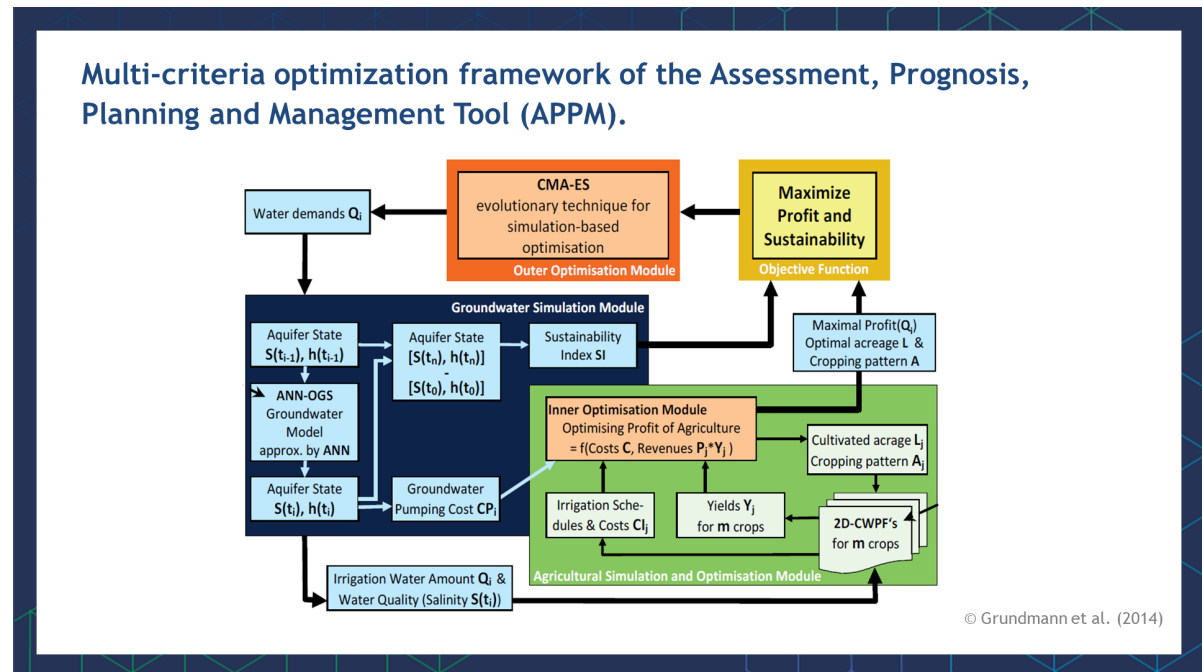 Multi-criteria optimization framework of the Assessment, Prognosis,
Planning and Management Tool (APPM).
CMA-ES
evolutionary technique for
simulation-based
optimisation
Outer Optimisation Module
Maximize
Profit and
Sustainability
Objective Function
Water demands Qi
Groundwater Simulation Module
Aquifer State
S(ti-1), h(ti-1)
Aquifer State
[S(tn), h(tn)]
-
[S(t0), h(t0)]
Sustainability
Index SI
Maximal Profit(Qi)
Optimal acreage L &
Cropping pattern A
ANN-OGS
Groundwater
Model
approx. by ANN
Aquifer State
S(ti), h(ti)
Groundwater
Pumping Cost CPi
Inner Optimisation Module
Optimising Profit of Agriculture
= f(Costs C, Revenues Pj*Yj )
Cultivated acrage Lj
Cropping pattern Aj
Irrigation Sche-
dules & Costs CIj
Yields Yj
for m crops
2D-CWPF‘s
for m crops
Agricultural Simulation and Optimisation Module
Irrigation Water Amount Qi &
Water Quality (Salinity S(ti))
© Grundmann et al. (2014)